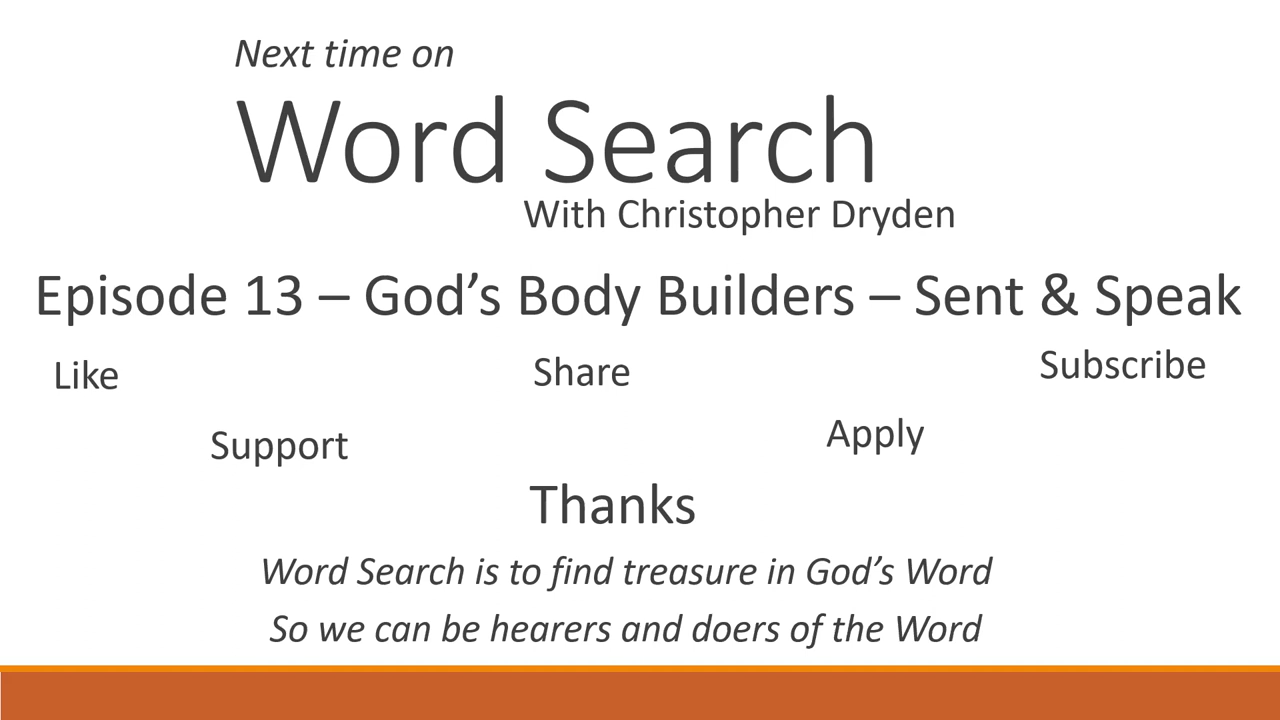 Next time on
Word Search
With Christopher Dryden
Episode 13 – God’s Body Builders – Sent & Speak
Like
Share
Subscribe
Support
Apply
Thanks
Word Search is to find treasure in God’s Word
So we can be hearers and doers of the Word